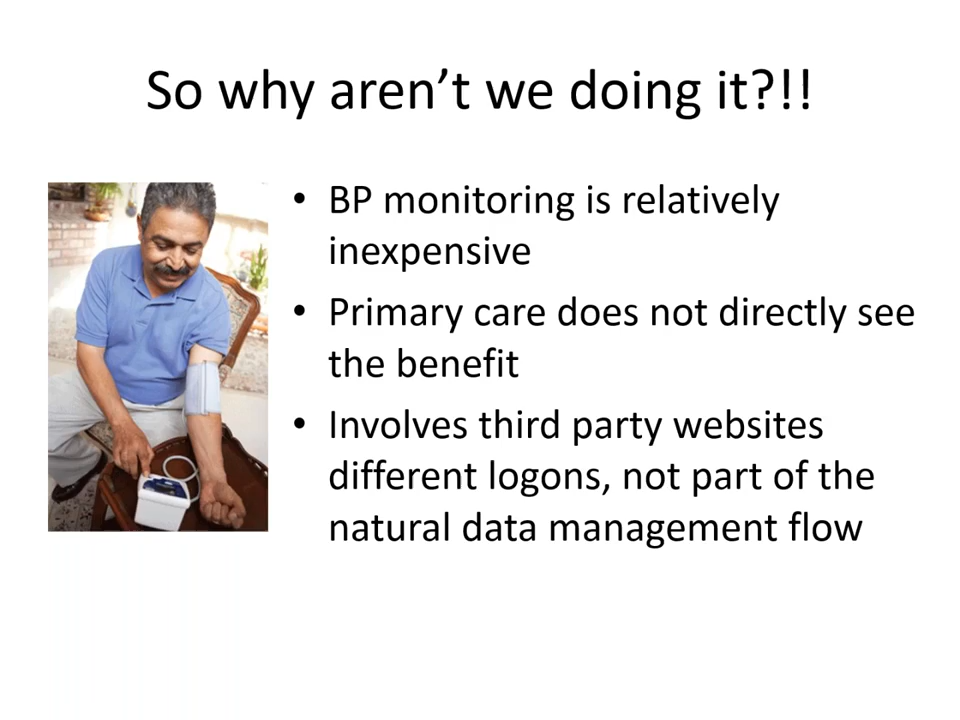 So why aren’t we doing it?!!
• BP monitoring is relatively
inexpensive
• Primary care does not directly see
the benefit
• Involves third party websites
different logons, not part of the
natural data management flow